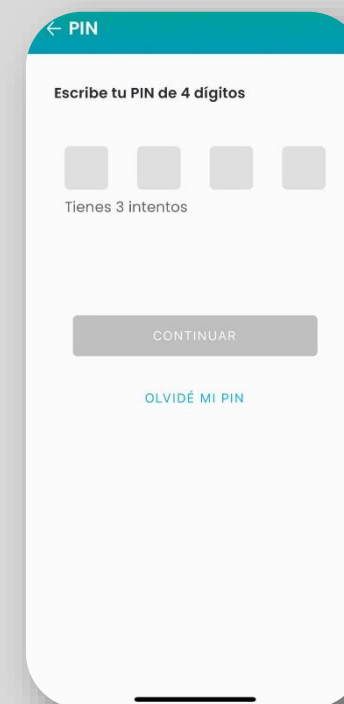 ← PIN
Escribe tu PIN de 4 dígitos
Tienes 3 intentos
CONTINUAR
OLVIDÉ MI PIN